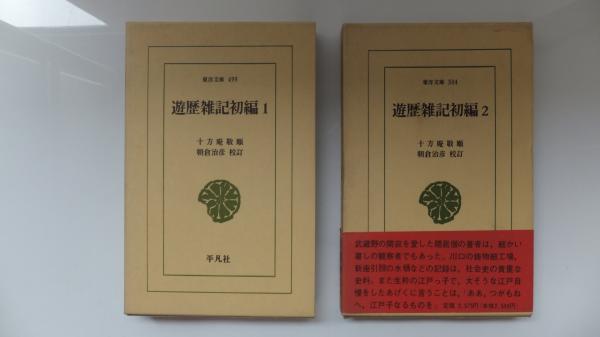 東洋文庫 499
遊歴雑記初編 1
十方庵敬順
朝倉治彦 校訂
平凡社
東洋文庫 504
遊歴雑記初編 2
十方庵敬順
朝倉治彦 校訂
武蔵野の閑寂を愛した隠居僧の著者は、細かい
暮しの観察者でもあった。川口の鋳物細工場、
新座引股の水車などの記録は、社会史の貴重な
史料。また生粋の江戸っ子で、大そうな江戸自
慢をしたあげくに言うことは、「ああ、つがもね
へ、江戸子なるものを」